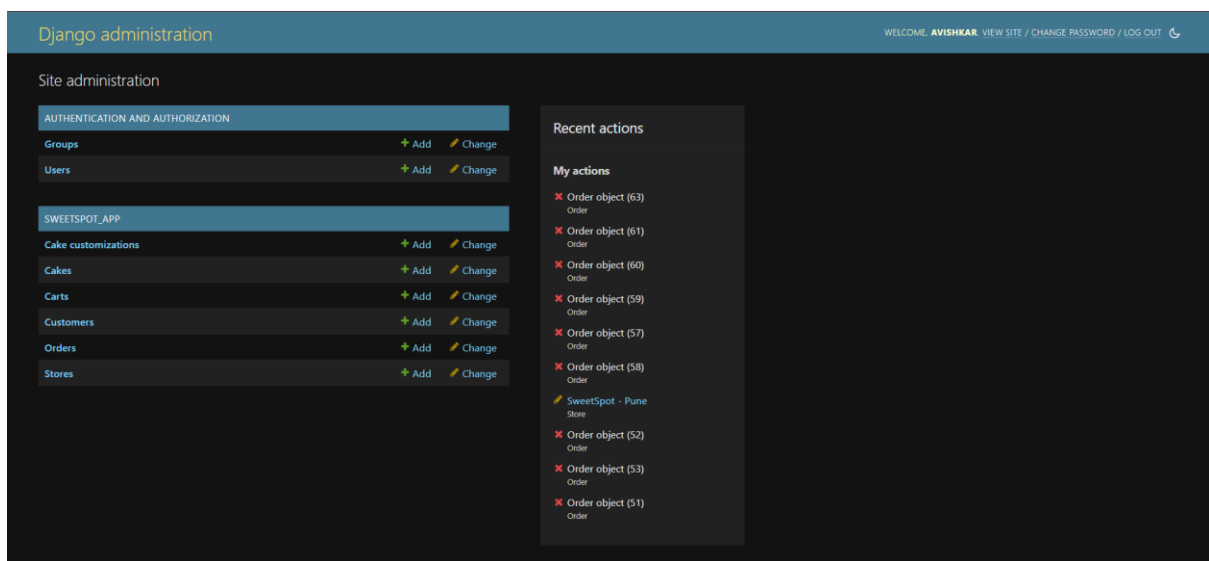 Django administration
WELCOME, AVISHKAR. VIEW SITE / CHANGE PASSWORD / LOG OUT
Site administration
AUTHENTICATION AND AUTHORIZATION
Groups Add Change
Users Add Change
SWEETSPOT_APP
Cake customizations Add Change
Cakes Add Change
Carts Add Change
Customers Add Change
Orders Add Change
Stores Add Change
Recent actions
My actions
Order object (63)
Order
Order object (61)
Order
Order object (60)
Order
Order object (59)
Order
Order object (57)
Order
Order object (58)
Order
SweetSpot - Pune
Store
Order object (52)
Order
Order object (53)
Order
Order object (51)
Order